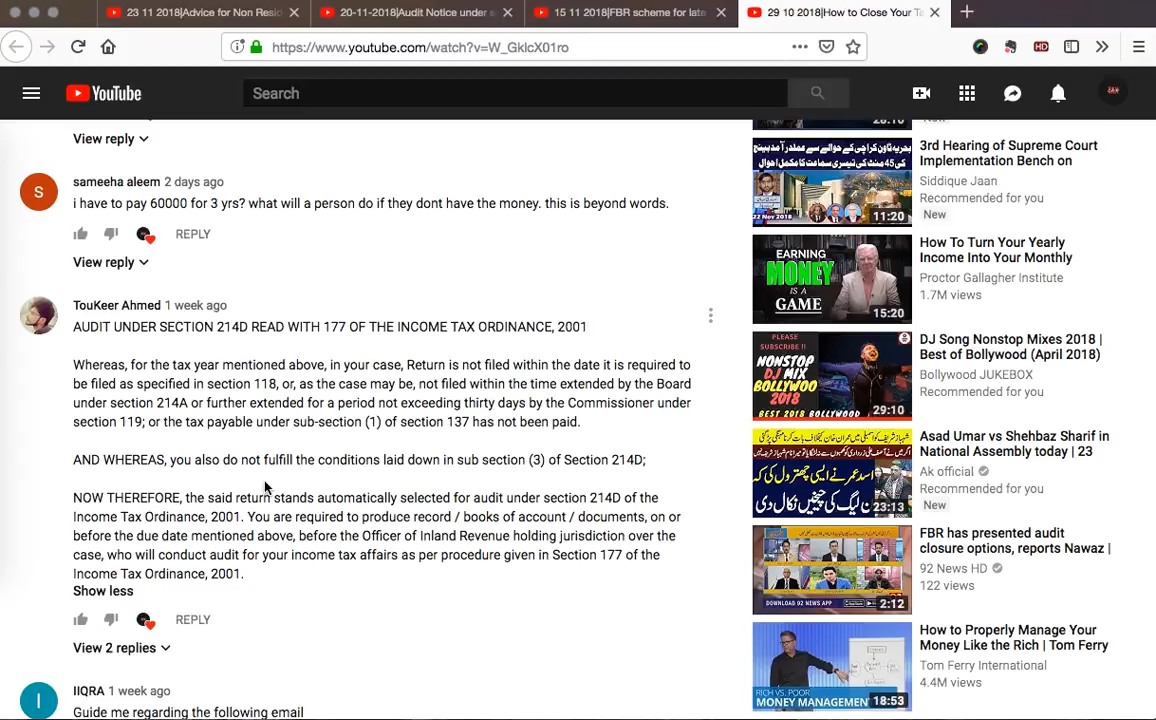 23 11 2018|Advice for Non Resid
20-11-2018|Audit Notice under s
15 11 2018|FBR scheme for late
29 10 2018|How to Close Your Ta
https://www.youtube.com/watch?v=W_GklcX01ro
HD
YouTube
Search
View reply
sameeha aleem 2 days ago
i have to pay 60000 for 3 yrs? what will a person do if they dont have the money. this is beyond words.
REPLY
View reply
TouKeer Ahmed 1 week ago
AUDIT UNDER SECTION 214D READ WITH 177 OF THE INCOME TAX ORDINANCE, 2001
Whereas, for the tax year mentioned above, in your case, Return is not filed within the date it is required to
be filed as specified in section 118, or, as the case may be, not filed within the time extended by the Board
under section 214A or further extended for a period not exceeding thirty days by the Commissioner under
section 119; or the tax payable under sub-section (1) of section 137 has not been paid.
AND WHEREAS, you also do not fulfill the conditions laid down in sub section (3) of Section 214D;
NOW THEREFORE, the said return stands automatically selected for audit under section 214D of the
Income Tax Ordinance, 2001. You are required to produce record / books of account / documents, on or
before the due date mentioned above, before the Officer of Inland Revenue holding jurisdiction over the
case, who will conduct audit for your income tax affairs as per procedure given in Section 177 of the
Income Tax Ordinance, 2001.
Show less
REPLY
View 2 replies
I
IIQRA 1 week ago
Guide me regarding the following email
S
3rd Hearing of Supreme Court
Implementation Bench on
Siddique Jaan
Recommended for you
New
22 Nov 2018
11:20
EARNING
MONEY
IS A
GAME
15:20
How To Turn Your Yearly
Income Into Your Monthly
Proctor Gallagher Institute
1.7M views
PLEASE
SUBSCRIBE !!
NONSTOP
DJ MIX
BOLLYWOO
2018
BEST 2018 BOLLYWOOD
29:10
DJ Song Nonstop Mixes 2018 |
Best of Bollywood (April 2018)
Bollywood JUKEBOX
Recommended for you
23:13
Asad Umar vs Shehbaz Sharif in
National Assembly today | 23
Ak official
Recommended for you
New
DOWNLOAD 92 NEWS APP
2:12
FBR has presented audit
closure options, reports Nawaz |
92 News HD
122 views
RICH VS. POOR
MONEY MANAGEMEN
18:53
How to Properly Manage Your
Money Like the Rich | Tom Ferry
Tom Ferry International
4.4M views